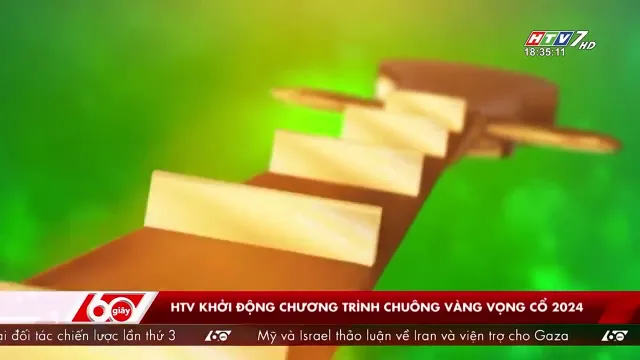 HTV7 HD
18:35:11
60 giây
HTV KHỞI ĐỘNG CHƯƠNG TRÌNH CHUÔNG VÀNG VỌNG CỔ 2024
ai đối tác chiến lược lần thứ 3 60 Mỹ và Israel thảo luận về Iran và viện trợ cho Gaza 60